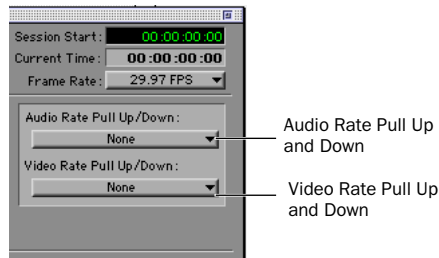 Session Start: 00:00:00:00
Current Time: 00:00:00:00
Frame Rate: 29.97 FPS
Audio Rate Pull Up/Down:
None
Audio Rate Pull Up
and Down
Video Rate Pull Up/Down:
None
Video Rate Pull Up
and Down